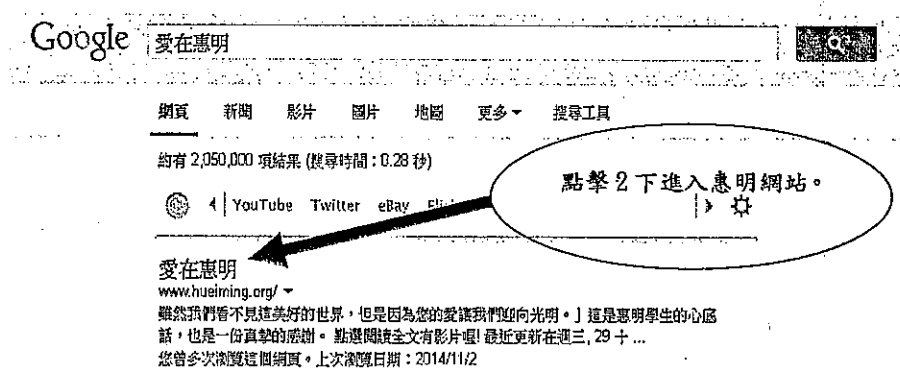 Google 愛在惠明
網頁 新聞 影片 圖片 地圖 更多 搜尋工具
約有 2,050,000 項結果 (搜尋時間：0.28 秒)
點擊2下進入惠明網站。
YouTube Twitter eBay
愛在惠明
www.hueiming.org/
雖然我們看不見這美好的世界，但是因為您的愛讓我們迎向光明。」這是惠明學生的心底
話，也是一份真摯的感謝。 點選閱讀全文有影片喔! 最近更新在週三, 29 十 ...
您曾多次瀏覽這個網頁。上次瀏覽日期：2014/11/2